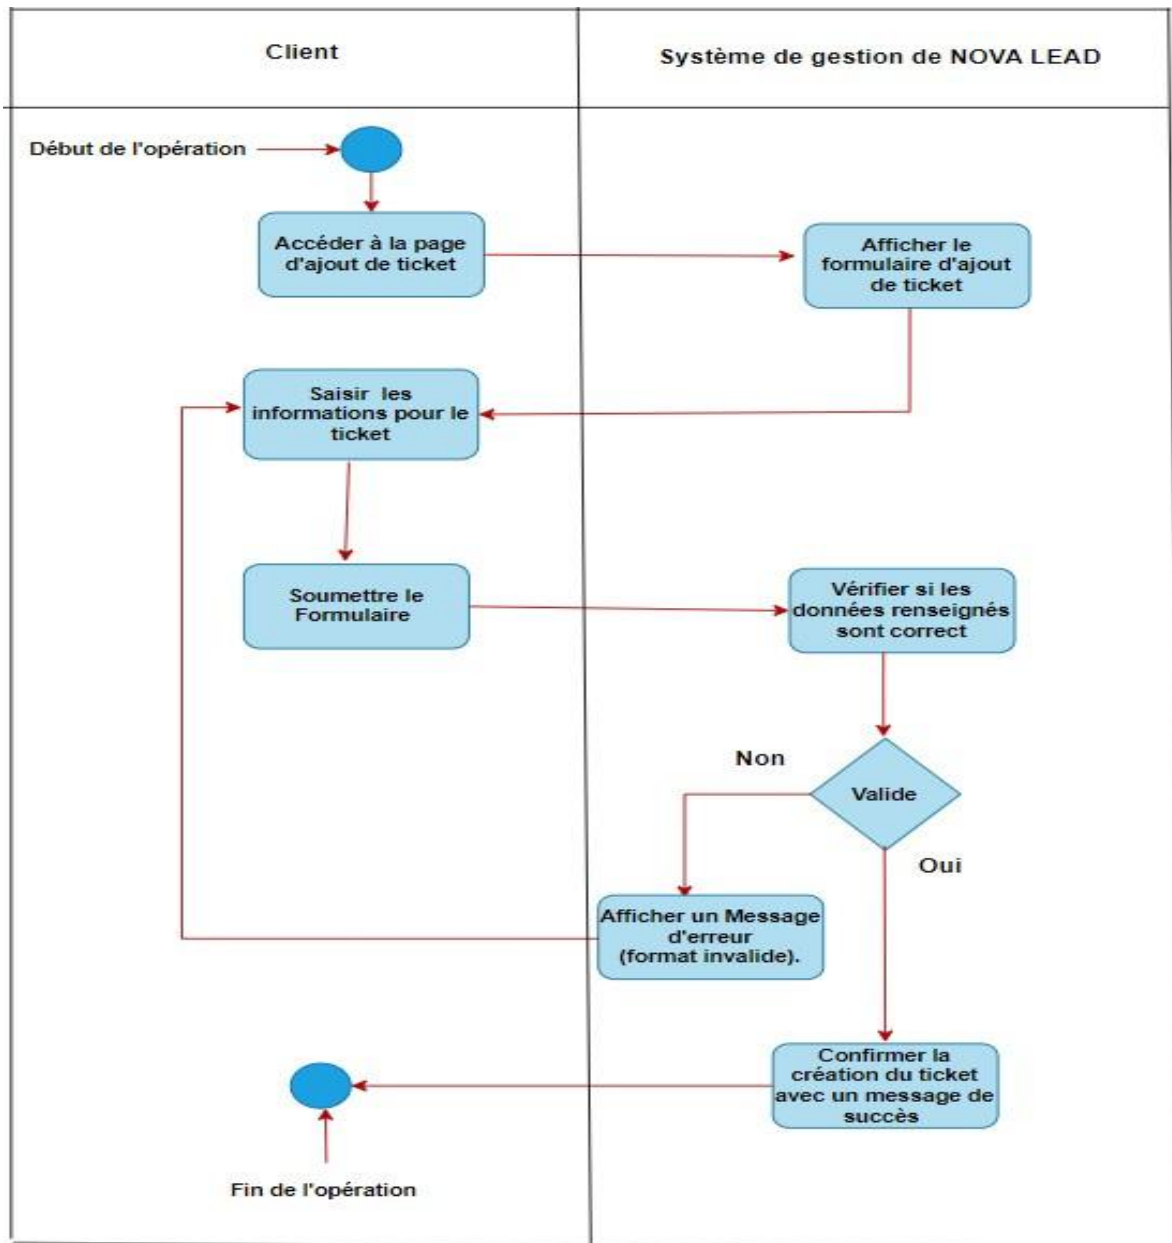 Client
Système de gestion de NOVA LEAD
Début de l'opération
Accéder à la page
d'ajout de ticket
Afficher le
formulaire d'ajout
de ticket
Saisir les
informations pour le
ticket
Soumettre le
Formulaire
Vérifier si les
données renseignés
sont correct
Non
Valide
Oui
Afficher un Message
d'erreur
(format invalide).
Confirmer la
création du ticket
avec un message de
succès
Fin de l'opération